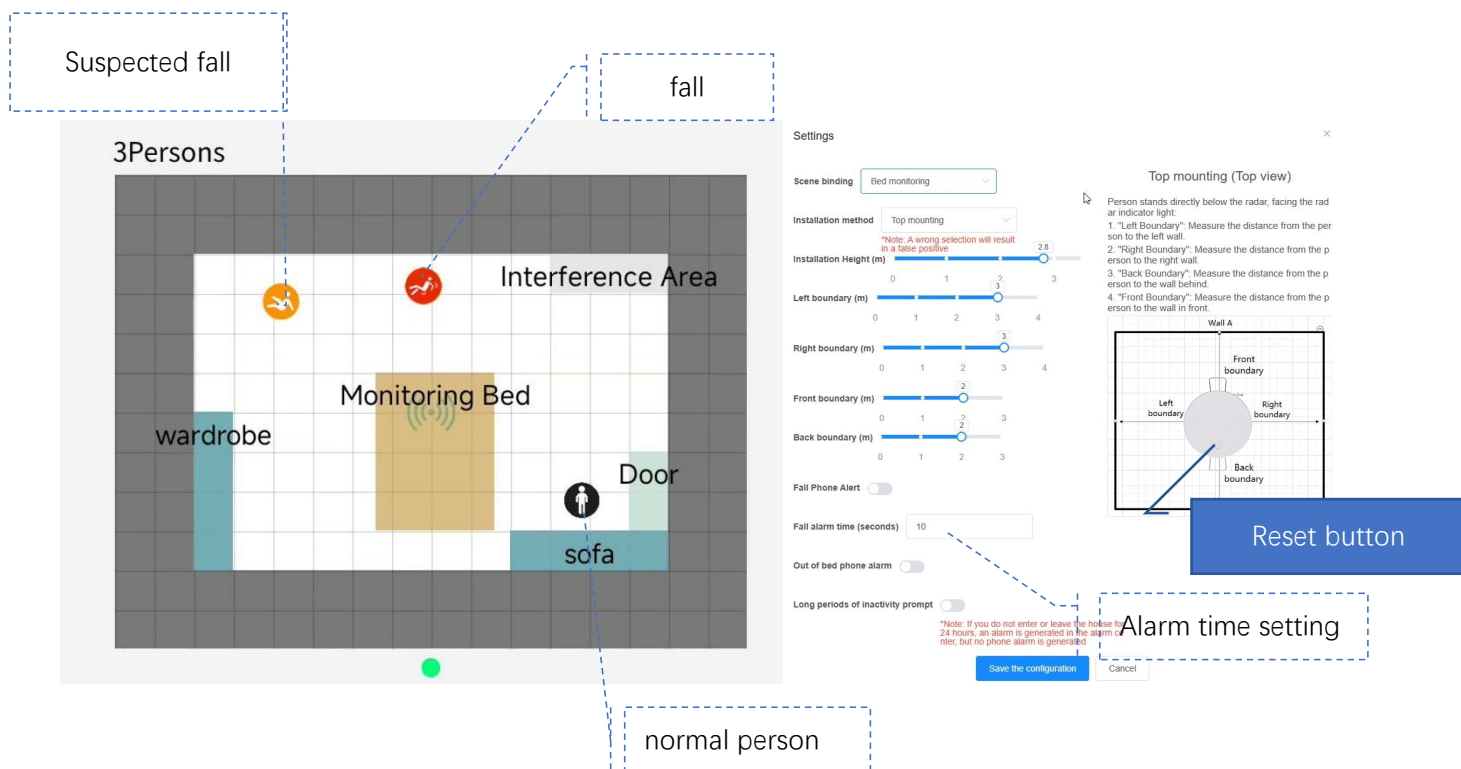 Suspected fall
fall
3Persons
Interference Area
Monitoring Bed
wardrobe
Door
sofa
normal person
Settings
×
Scene binding
Bed monitoring
Installation method
Top mounting
*Note: A wrong selection will result
in a false positive
Installation Height (m)
2.8
0 1 2 3
Left boundary (m)
3
0 1 2 3 4
Right boundary (m)
3
0 1 2 3 4
Front boundary (m)
2
0 1 2 3
Back boundary (m)
2
0 1 2 3
Fall Phone Alert
Fall alarm time (seconds)
10
Out of bed phone alarm
Long periods of inactivity prompt
*Note: If you do not enter or leave the house for
24 hours, an alarm is generated in the alarm ce
nter, but no phone alarm is generated
Save the configuration
Cancel
Alarm time setting
Top mounting (Top view)
Person stands directly below the radar, facing the rad
ar indicator light:
1. "Left Boundary": Measure the distance from the per
son to the left wall.
2. "Right Boundary": Measure the distance from the p
erson to the right wall.
3. "Back Boundary": Measure the distance from the p
erson to the wall behind.
4. "Front Boundary": Measure the distance from the p
erson to the wall in front.
Wall A
Front
boundary
Left
boundary
Right
boundary
Back
boundary
Reset button